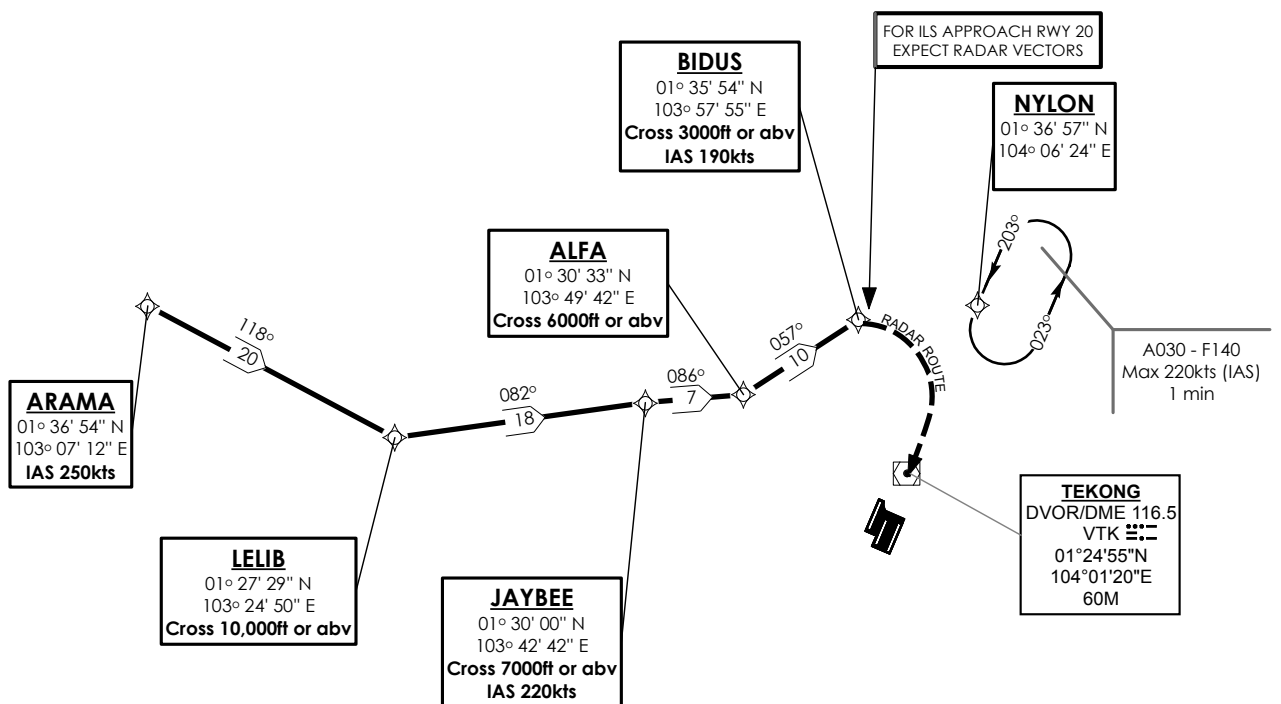 FOR ILS APPROACH RWY 20
EXPECT RADAR VECTORS
BIDUS
01° 35' 54" N
103° 57' 55" E
Cross 3000ft or abv
IAS 190kts
NYLON
01° 36' 57" N
104° 06' 24" E
ALFA
01° 30' 33" N
103° 49' 42" E
Cross 6000ft or abv
203°
023°
118°
20
057°
10
RADAR ROUTE
A030 - F140
Max 220kts (IAS)
1 min
086°
7
082°
18
ARAMA
01° 36' 54" N
103° 07' 12" E
IAS 250kts
TEKONG
DVOR/DME 116.5
VTK
01°24'55"N
104°01'20"E
60M
LELIB
01° 27' 29" N
103° 24' 50" E
Cross 10,000ft or abv
JAYBEE
01° 30' 00" N
103° 42' 42" E
Cross 7000ft or abv
IAS 220kts